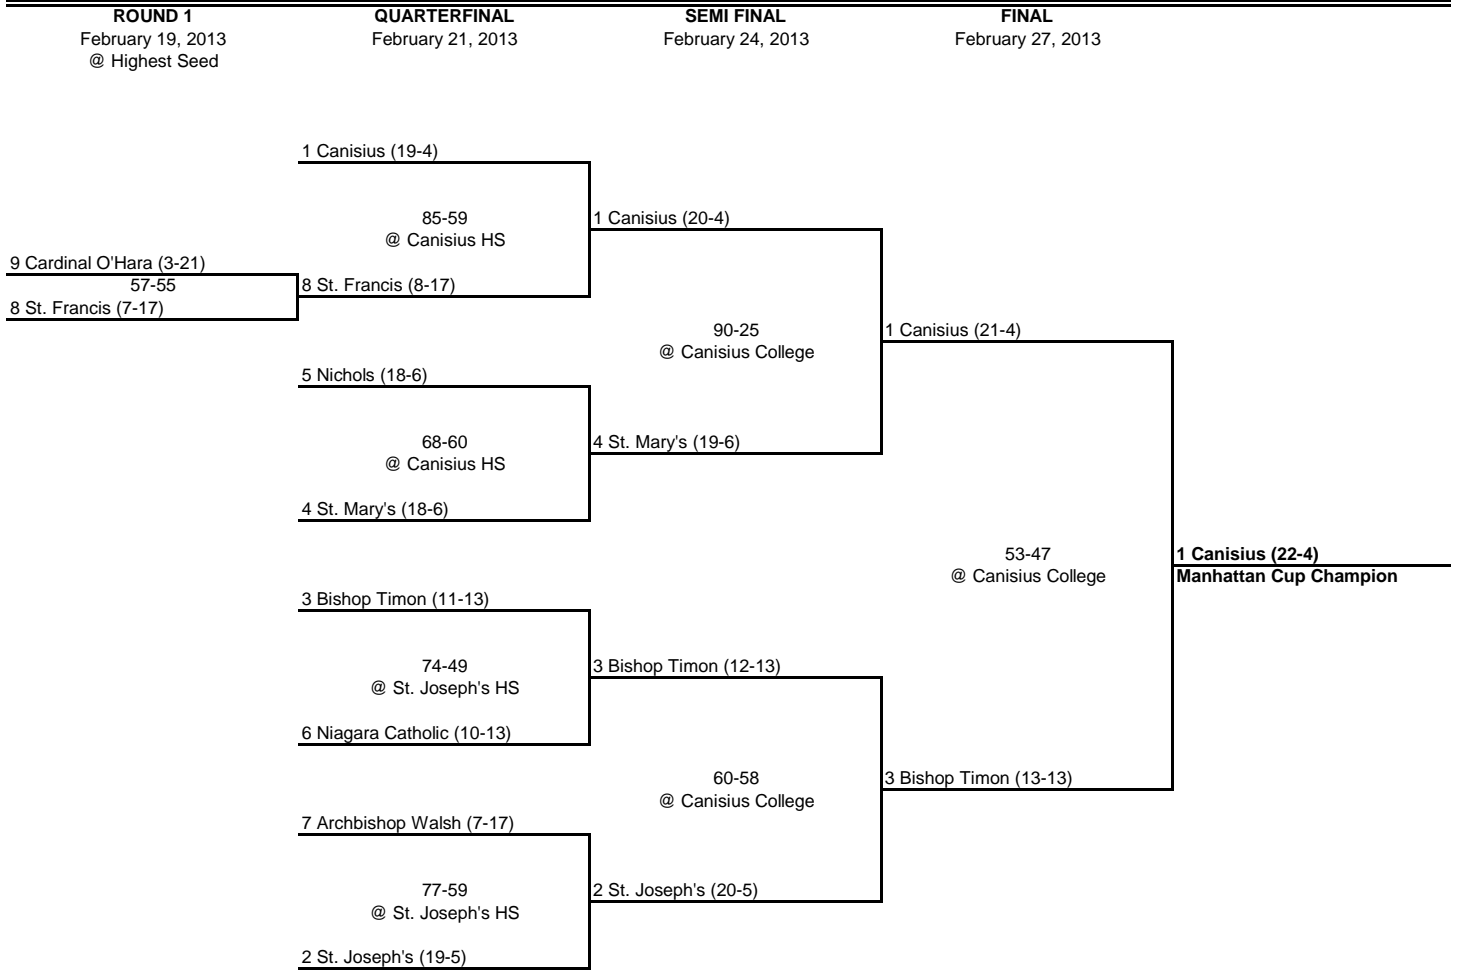 ROUND 1
February 19, 2013
@ Highest Seed
QUARTERFINAL
February 21, 2013
SEMI FINAL
February 24, 2013
FINAL
February 27, 2013
9 Cardinal O'Hara (3-21)
57-55
8 St. Francis (7-17)
1 Canisius (19-4)
85-59
@ Canisius HS
8 St. Francis (8-17)
5 Nichols (18-6)
68-60
@ Canisius HS
4 St. Mary's (18-6)
3 Bishop Timon (11-13)
74-49
@ St. Joseph's HS
6 Niagara Catholic (10-13)
7 Archbishop Walsh (7-17)
77-59
@ St. Joseph's HS
2 St. Joseph's (19-5)
1 Canisius (20-4)
90-25
@ Canisius College
4 St. Mary's (19-6)
3 Bishop Timon (12-13)
60-58
@ Canisius College
2 St. Joseph's (20-5)
1 Canisius (21-4)
53-47
@ Canisius College
3 Bishop Timon (13-13)
1 Canisius (22-4)
Manhattan Cup Champion